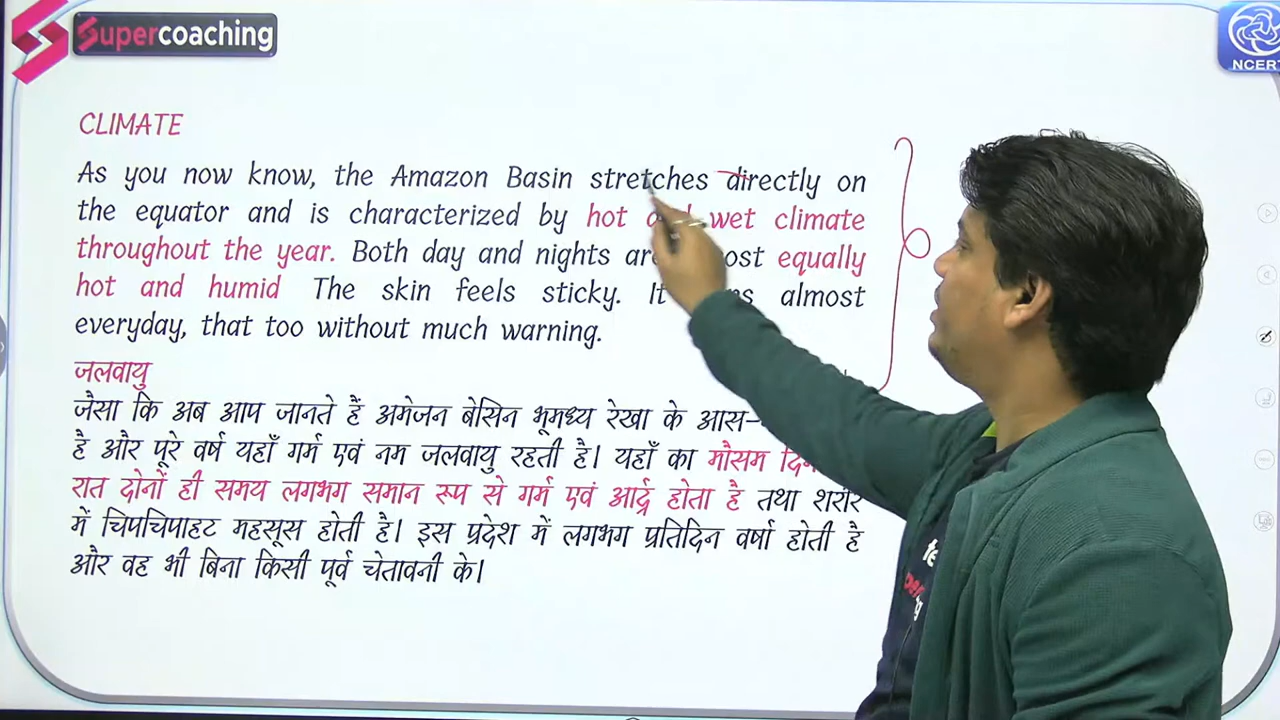 Supercoaching
NCERT
CLIMATE
As you now know, the Amazon Basin stretches directly on
the equator and is characterized by hot and wet climate
throughout the year. Both day and nights are equally
hot and humid The skin feels sticky. It almost
everyday, that too without much warning.
जलवायु
जैसा कि अब आप जानते हैं अमेजन बेसिन भूमध्य रेखा के आस-
है और पूरे वर्ष यहाँ गर्म एवं नम जलवायु रहती है। यहाँ का मौसम दिन
रात दोनों ही समय लगभग समान रूप से गर्म एवं आर्द्र होता है तथा शरीर
में चिपचिपाहट महसूस होती है। इस प्रदेश में लगभग प्रतिदिन वर्षा होती है
और वह भी बिना किसी पूर्व चेतावनी के।